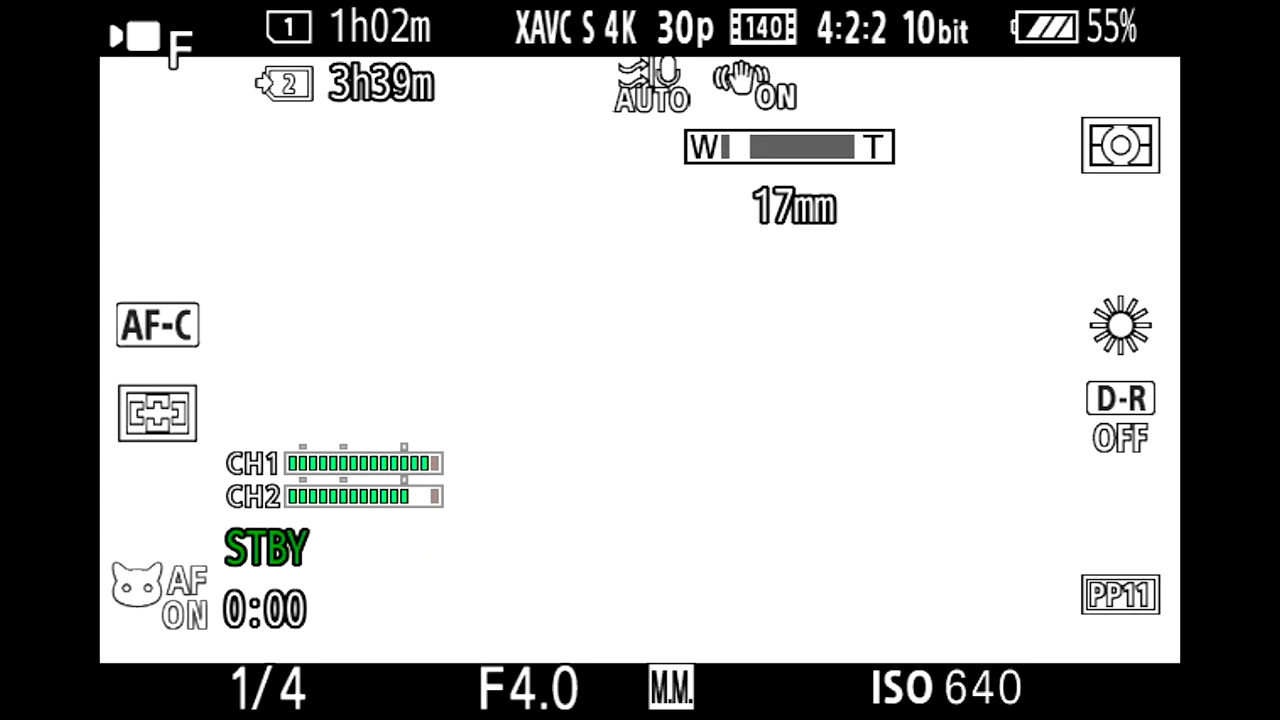 F 1 1h02m XAVC S 4K 30p 140 4:2:2 10bit 55%
2 3h39m AUTO ON
W T
17mm
AF-C
D-R
OFF
CH1
CH2
STBY
AF
ON 0:00
PP11
1/4 F4.0 M.M. ISO 640